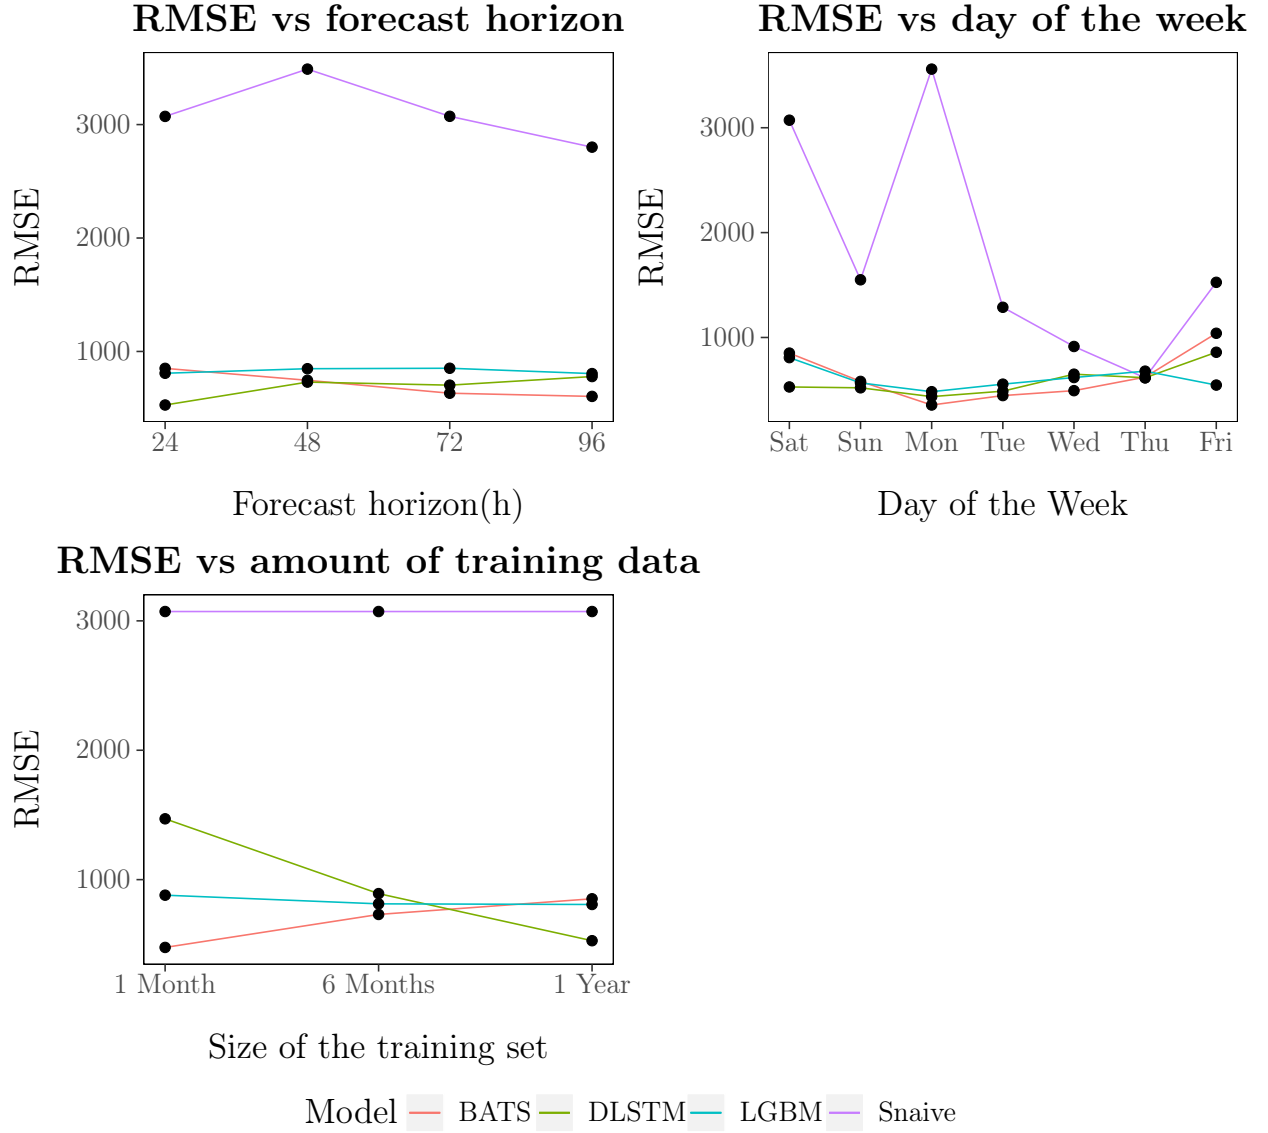 RMSE vs forecast horizon
RMSE
3000
2000
1000
24 48 72 96
Forecast horizon(h)
RMSE vs day of the week
RMSE
3000
2000
1000
Sat Sun Mon Tue Wed Thu Fri
Day of the Week
RMSE vs amount of training data
RMSE
3000
2000
1000
1 Month 6 Months 1 Year
Size of the training set
Model BATS DLSTM LGBM Snaive